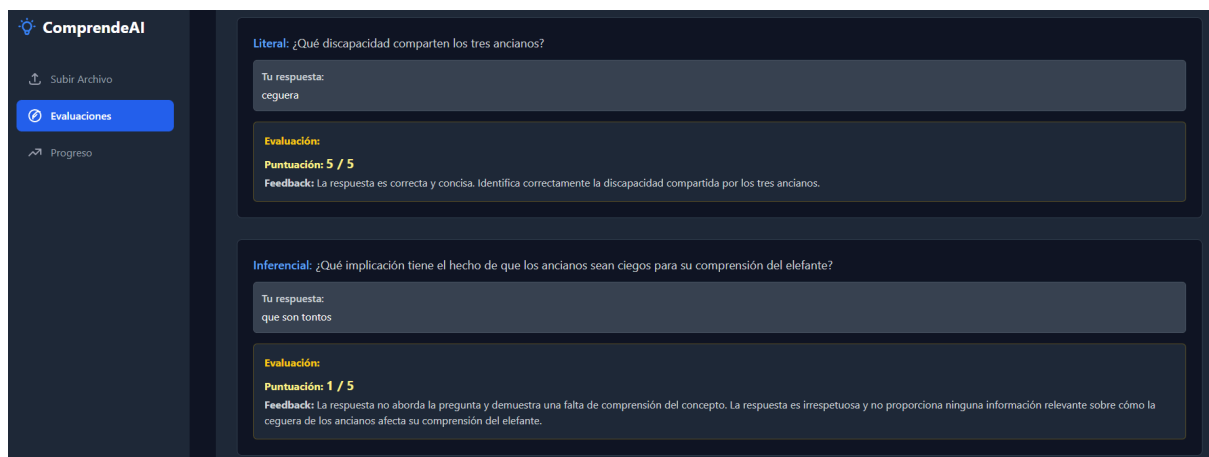 ComprendeAI
Subir Archivo
Evaluaciones
Progreso
Literal: ¿Qué discapacidad comparten los tres ancianos?
Tu respuesta:
ceguera
Evaluación:
Puntuación: 5 / 5
Feedback: La respuesta es correcta y concisa. Identifica correctamente la discapacidad compartida por los tres ancianos.
Inferencial: ¿Qué implicación tiene el hecho de que los ancianos sean ciegos para su comprensión del elefante?
Tu respuesta:
que son tontos
Evaluación:
Puntuación: 1 / 5
Feedback: La respuesta no aborda la pregunta y demuestra una falta de comprensión del concepto. La respuesta es irrespetuosa y no proporciona ninguna información relevante sobre cómo la
ceguera de los ancianos afecta su comprensión del elefante.